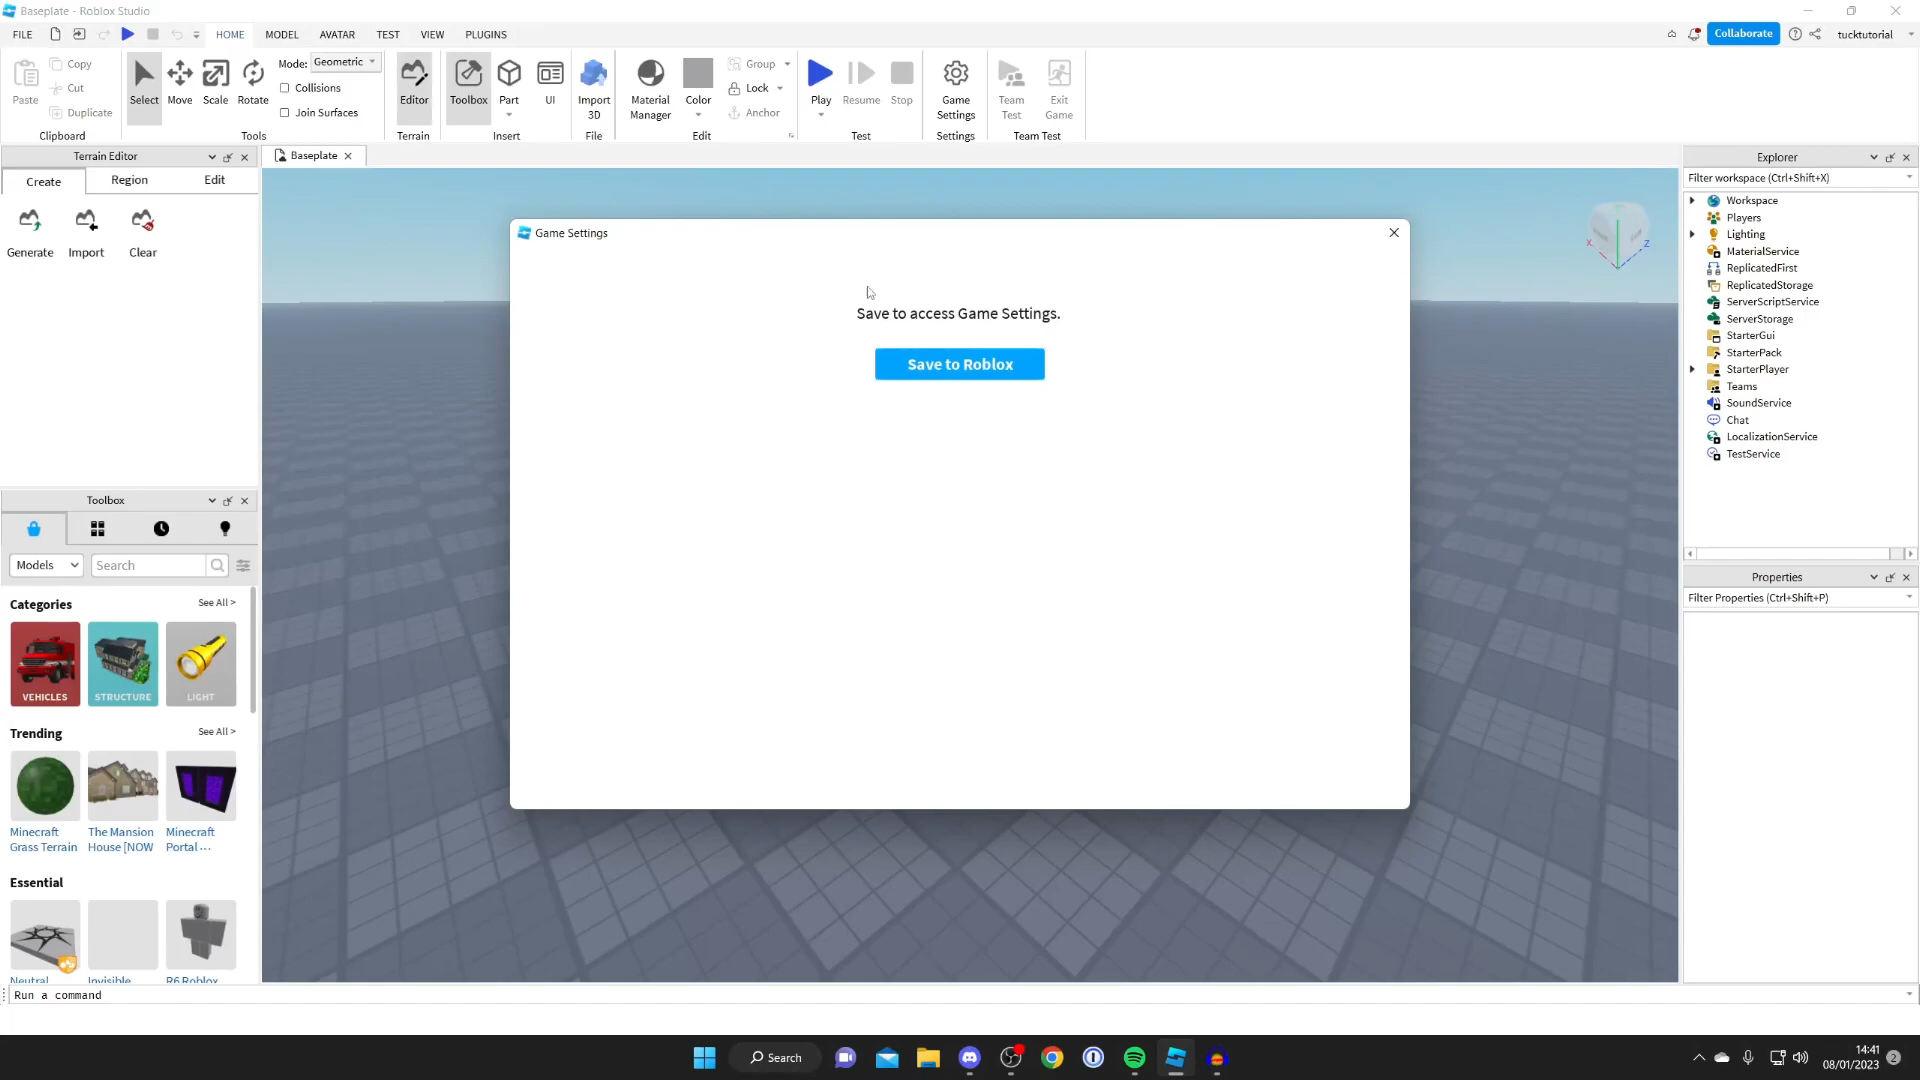 Baseplate - Roblox Studio
FILE
HOME
MODEL
AVATAR
TEST
VIEW
PLUGINS
Collaborate
tucktutorial
Paste
Copy
Cut
Duplicate
Clipboard
Select
Move
Scale
Rotate
Mode:
Geometric
Collisions
Join Surfaces
Tools
Editor
Terrain
Toolbox
Part
UI
Insert
Import
3D
File
Material
Manager
Color
Group
Lock
Anchor
Edit
Play
Resume
Stop
Test
Game
Settings
Settings
Team
Test
Exit
Game
Team Test
Terrain Editor
Create
Region
Edit
Generate
Import
Clear
Baseplate
Game Settings
Save to access Game Settings.
Save to Roblox
X
Z
Explorer
Filter workspace (Ctrl+Shift+X)
Workspace
Players
Lighting
MaterialService
ReplicatedFirst
ReplicatedStorage
ServerScriptService
ServerStorage
StarterGui
StarterPack
StarterPlayer
Teams
SoundService
Chat
LocalizationService
TestService
Properties
Filter Properties (Ctrl+Shift+P)
Toolbox
Models
Search
Categories
See All >
VEHICLES
STRUCTURE
LIGHT
Trending
See All >
Minecraft
Grass Terrain
The Mansion
House [NOW
Minecraft
Portal ...
Essential
Neutral
Invisible
R6 Roblox
Run a command
Search
14:41
08/01/2023
2